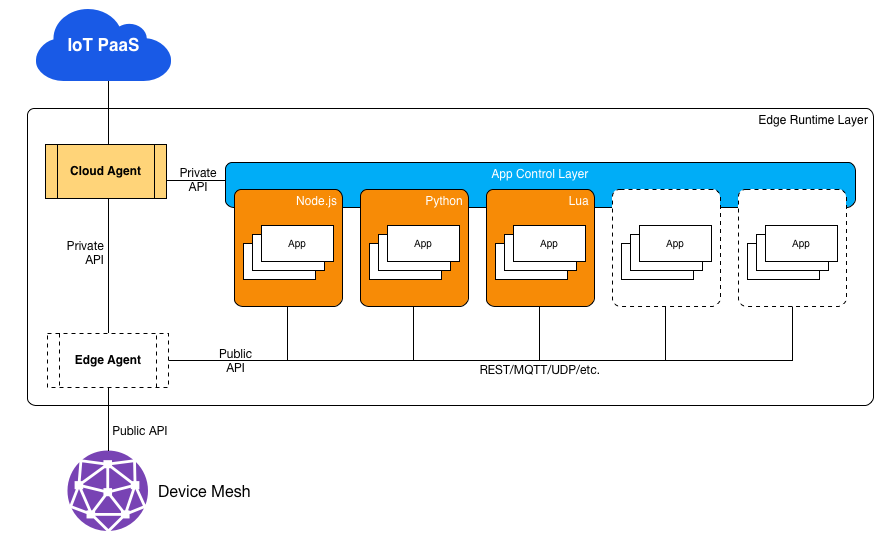 IoT PaaS
Edge Runtime Layer
Cloud Agent
Private
API
App Control Layer
Node.js
Python
Lua
App
App
App
App
App
Private
API
Edge Agent
Public
API
REST/MQTT/UDP/etc.
Public API
Device Mesh